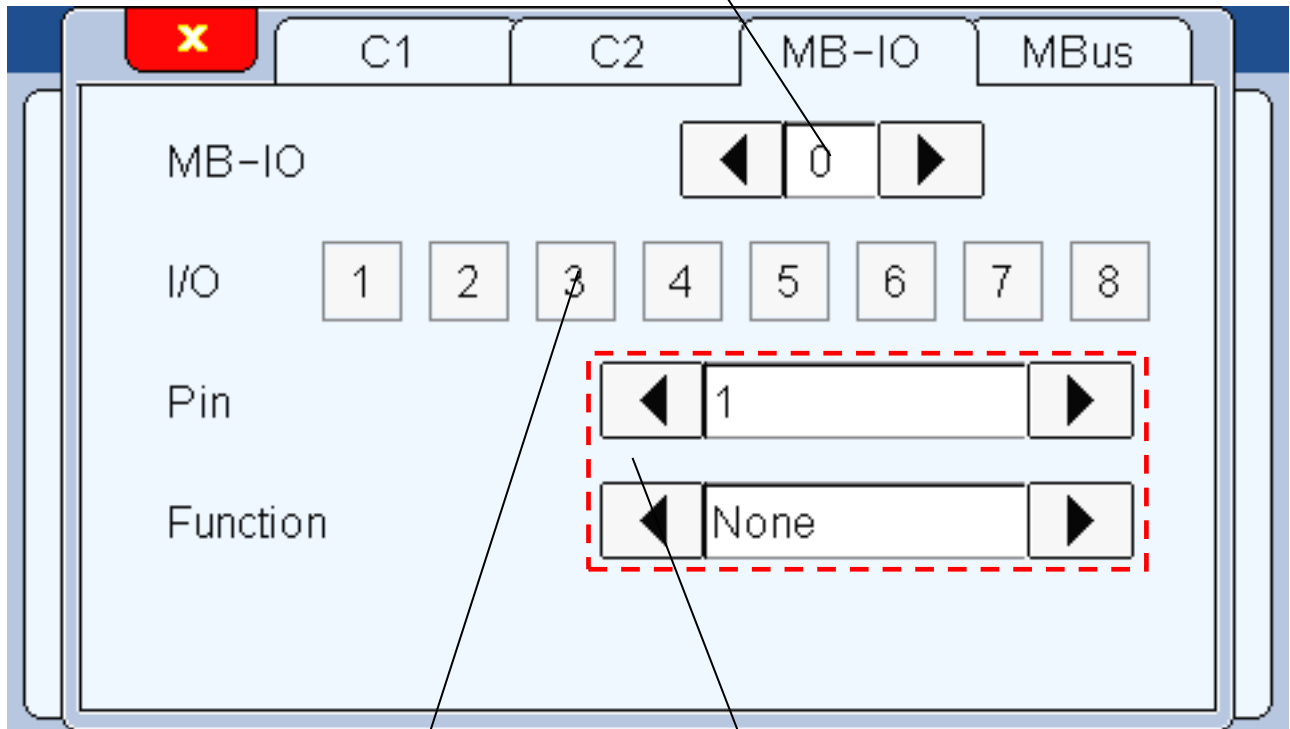 x C1 C2 MB-IO MBus
MB-IO 0
I/O 1 2 3 4 5 6 7 8
Pin 1
Function None